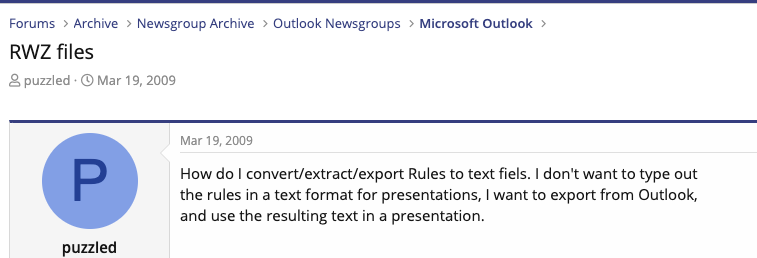 Forums > Archive > Newsgroup Archive > Outlook Newsgroups > Microsoft Outlook >
RWZ files
puzzled · Mar 19, 2009
Mar 19, 2009
How do I convert/extract/export Rules to text fiels. I don't want to type out
the rules in a text format for presentations, I want to export from Outlook,
and use the resulting text in a presentation.
P
puzzled